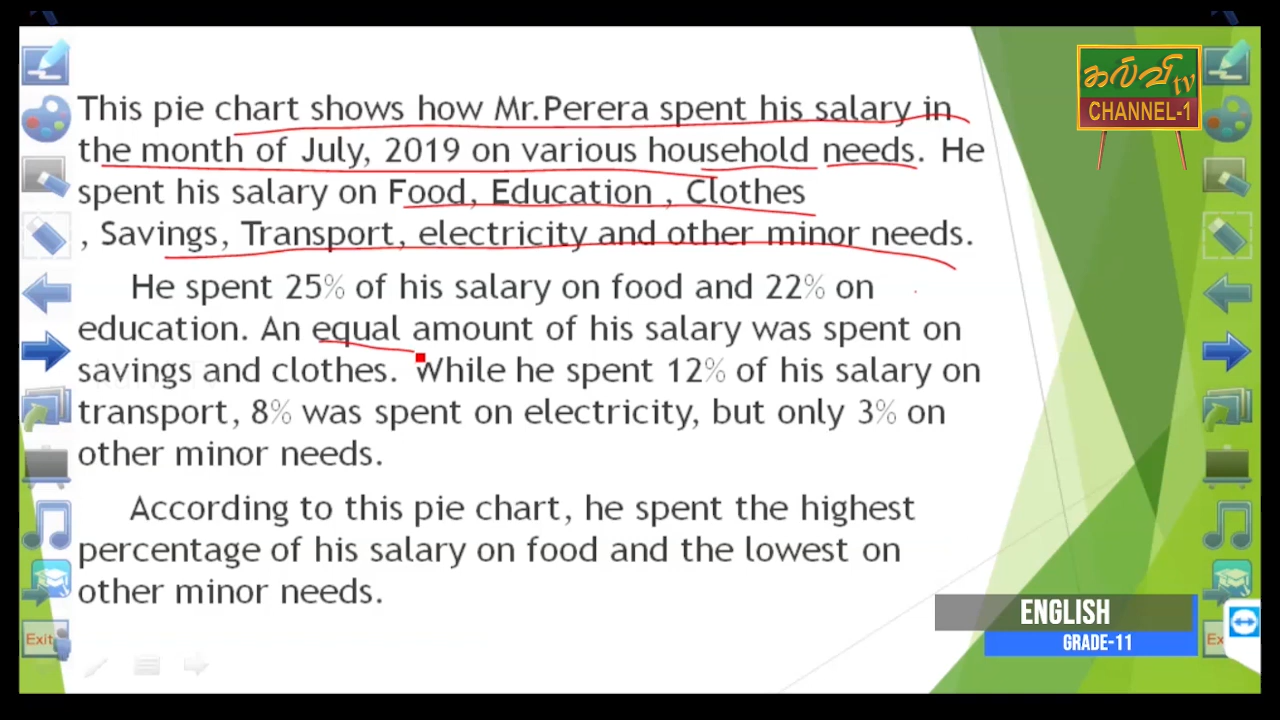 This pie chart shows how Mr.Perera spent his salary in
the month of July, 2019 on various household needs. He
spent his salary on Food, Education , Clothes
, Savings, Transport, electricity and other minor needs.
He spent 25% of his salary on food and 22% on
education. An equal amount of his salary was spent on
savings and clothes. While he spent 12% of his salary on
transport, 8% was spent on electricity, but only 3% on
other minor needs.
According to this pie chart, he spent the highest
percentage of his salary on food and the lowest on
other minor needs.
கல்வி tv
CHANNEL-1
ENGLISH
GRADE-11
Exit
Ex